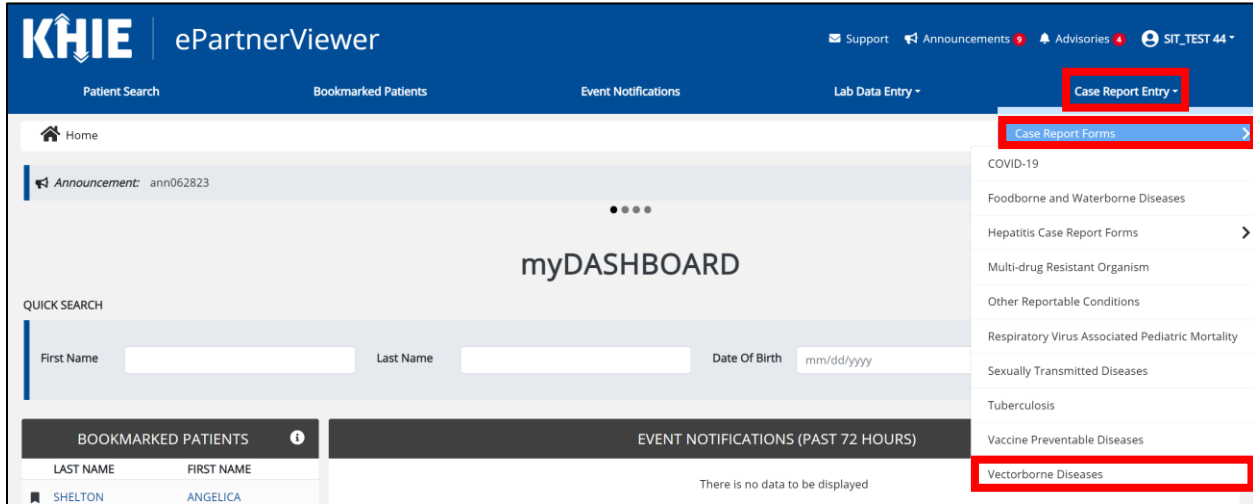 KHIE ePartnerViewer
Support Announcements 9 Advisories 4 SIT_TEST 44
Patient Search Bookmarked Patients Event Notifications Lab Data Entry Case Report Entry
Home
Case Report Forms
COVID-19
Announcement: ann062823
Foodborne and Waterborne Diseases
Hepatitis Case Report Forms
myDASHBOARD
Multi-drug Resistant Organism
QUICK SEARCH
Other Reportable Conditions
Respiratory Virus Associated Pediatric Mortality
First Name Last Name Date Of Birth mm/dd/yyyy
Sexually Transmitted Diseases
Tuberculosis
Vaccine Preventable Diseases
Vectorborne Diseases
BOOKMARKED PATIENTS
LAST NAME FIRST NAME
SHELTON ANGELICA
EVENT NOTIFICATIONS (PAST 72 HOURS)
There is no data to be displayed